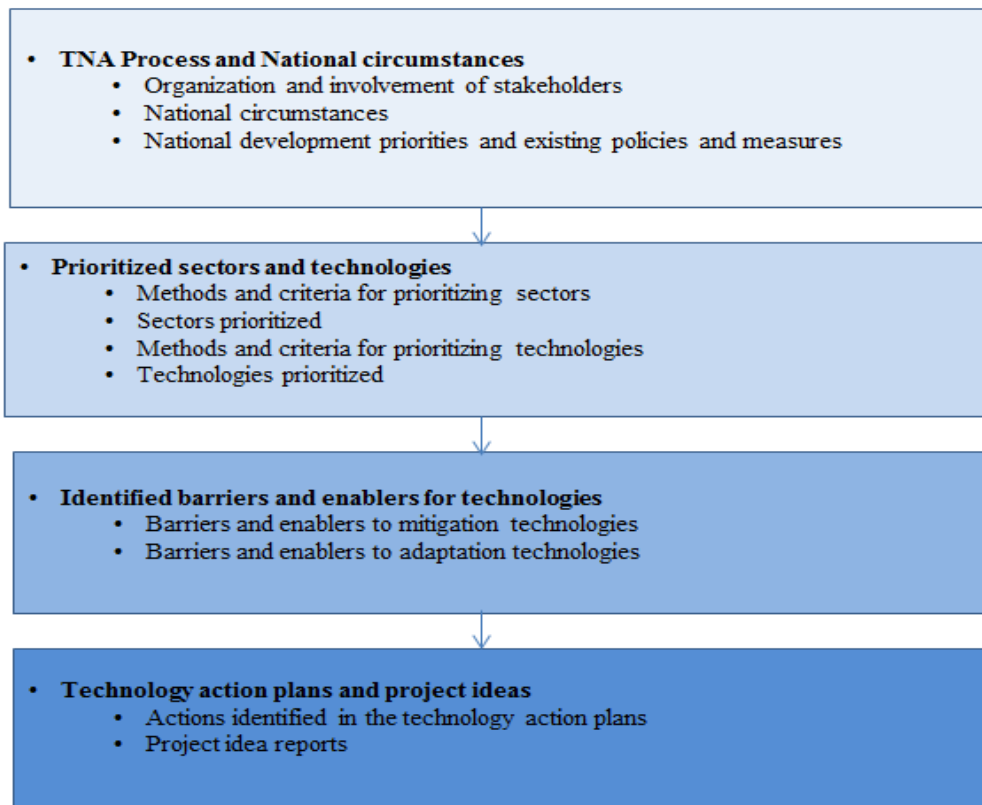 • TNA Process and National circumstances
• Organization and involvement of stakeholders
• National circumstances
• National development priorities and existing policies and measures
• Prioritized sectors and technologies
• Methods and criteria for prioritizing sectors
• Sectors prioritized
• Methods and criteria for prioritizing technologies
• Technologies prioritized
• Identified barriers and enablers for technologies
• Barriers and enablers to mitigation technologies
• Barriers and enablers to adaptation technologies
• Technology action plans and project ideas
• Actions identified in the technology action plans
• Project idea reports